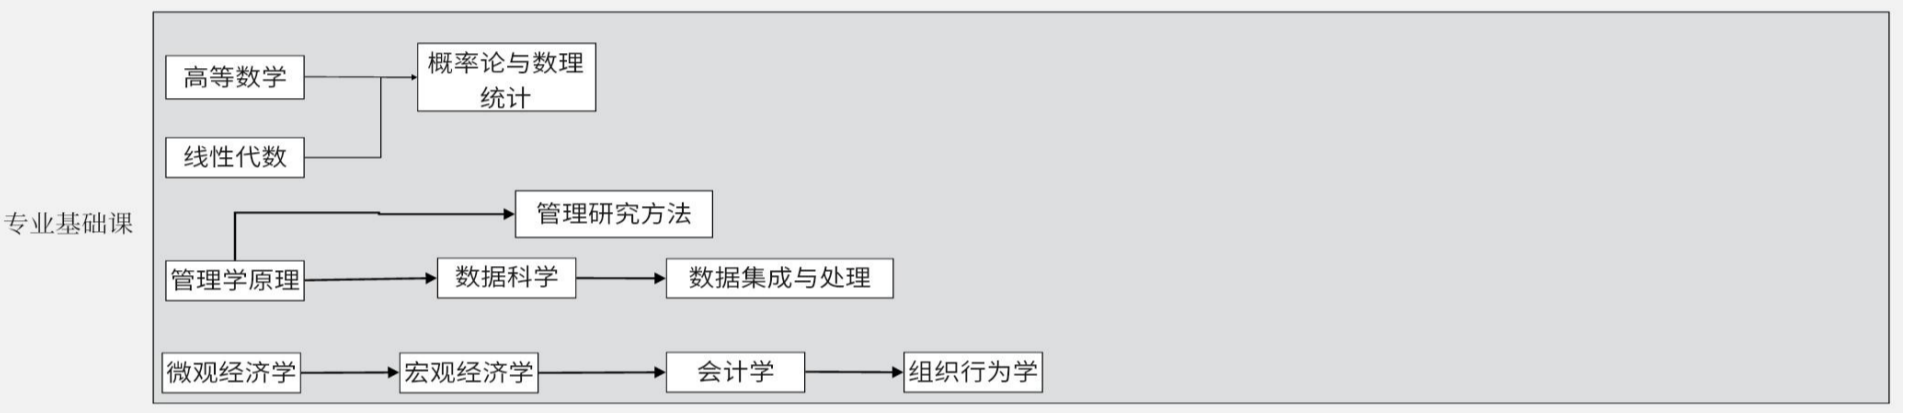 专业基础课
高等数学
概率论与数理
统计
线性代数
管理研究方法
管理学原理
数据科学
数据集成与处理
微观经济学
宏观经济学
会计学
组织行为学